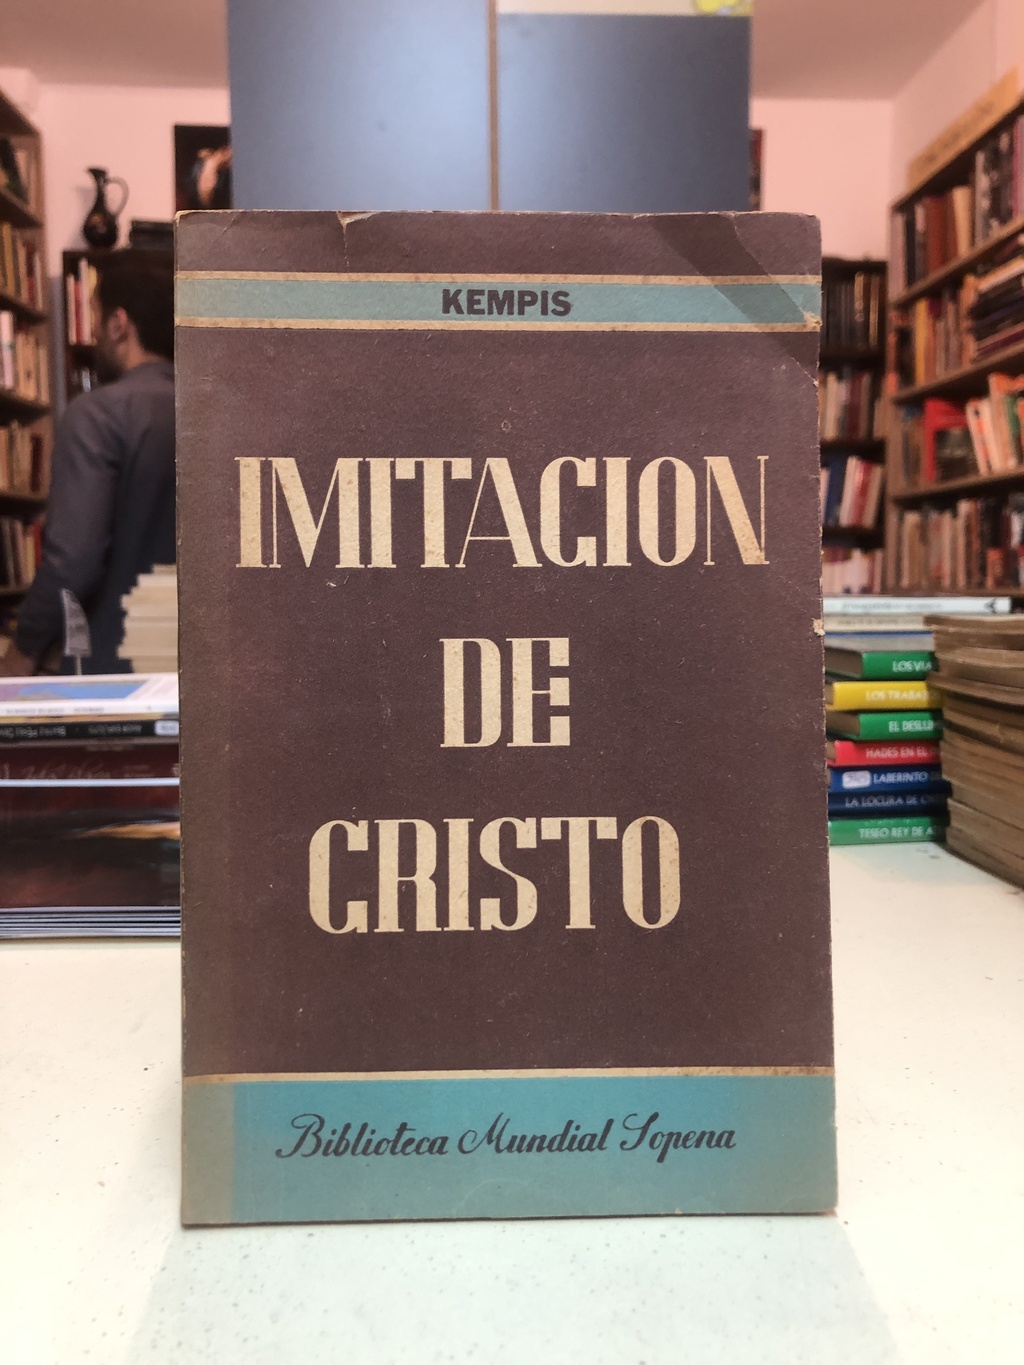 KEMPIS
IMITACION
DE
CRISTO
Biblioteca Mundial Sopena
LOS VIA
LOS TRABA
EL DESLU
HADES EN EL
LABERINTO
LA LOCURA DE
TESEO REY DE A